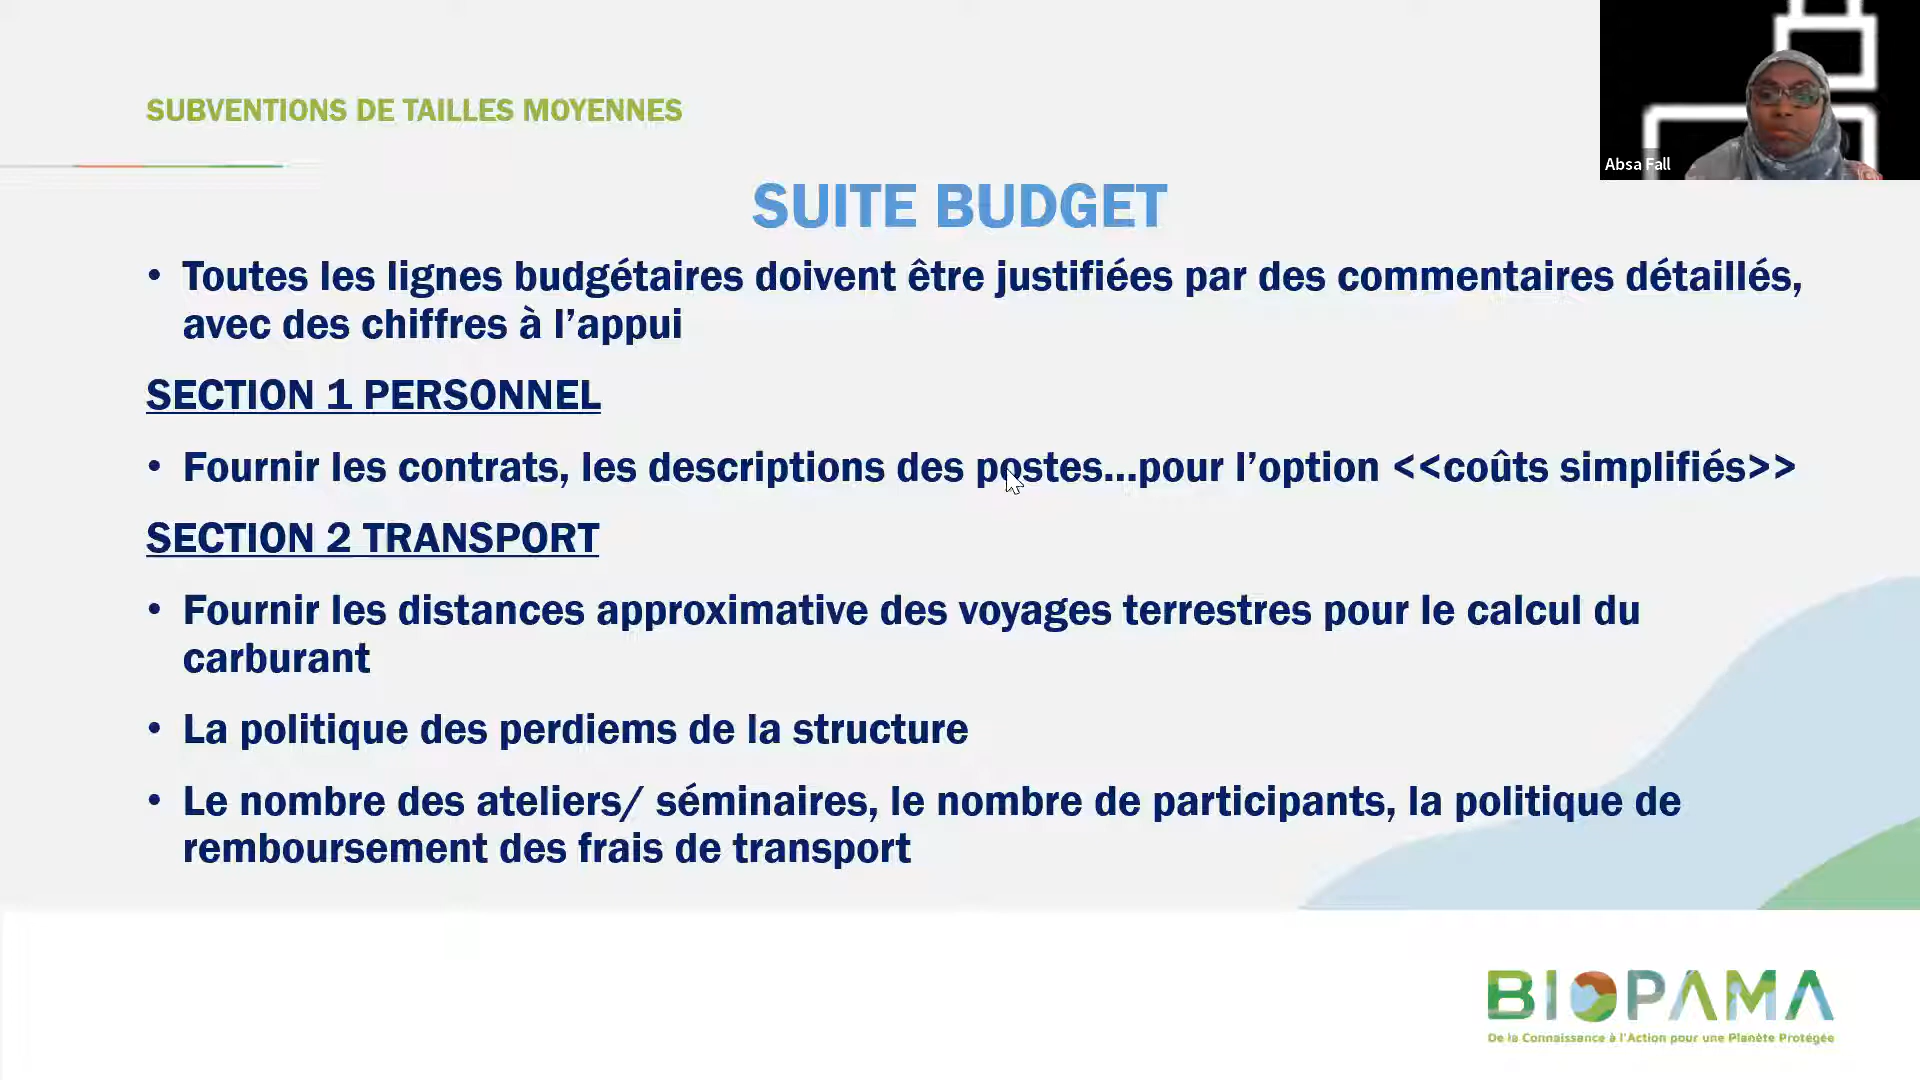 SUBVENTIONS DE TAILLES MOYENNES
Absa Fall
SUITE BUDGET
• Toutes les lignes budgétaires doivent être justifiées par des commentaires détaillés,
avec des chiffres à l’appui
SECTION 1 PERSONNEL
• Fournir les contrats, les descriptions des postes...pour l’option <<coûts simplifiés>>
SECTION 2 TRANSPORT
• Fournir les distances approximative des voyages terrestres pour le calcul du
carburant
• La politique des perdiems de la structure
• Le nombre des ateliers/ séminaires, le nombre de participants, la politique de
remboursement des frais de transport
BIOPAMA
De la Connaissance à l’Action pour une Planète Protégée